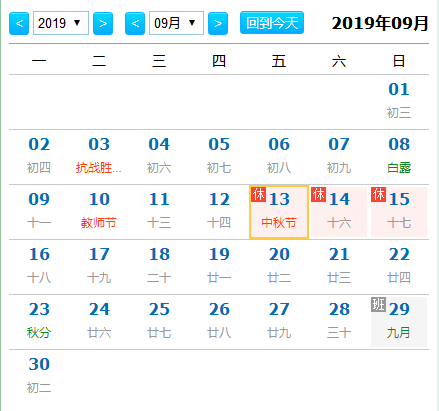 < 2019 > < 09月 > 回到今天 2019年09月
一 二 三 四 五 六 日
01
初三
02 03 04 05 06 07 08
初四 抗战胜... 初六 初七 初八 初九 白露
09 10 11 12 休 13 休 14 休 15
十一 教师节 十三 十四 中秋节 十六 十七
16 17 18 19 20 21 22
十八 十九 二十 廿一 廿二 廿三 廿四
23 24 25 26 27 28 班 29
秋分 廿六 廿七 廿八 廿九 三十 九月
30
初二